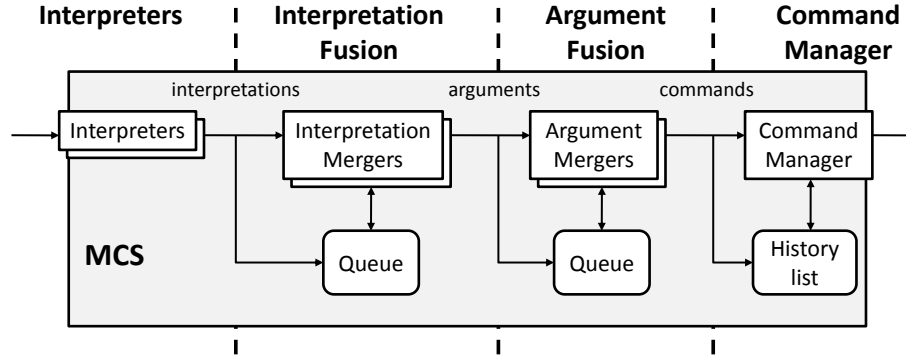 Interpreters
Interpretation
Fusion
Argument
Fusion
Command
Manager
interpretations
arguments
commands
Interpreters
Interpretation
Mergers
Argument
Mergers
Command
Manager
MCS
Queue
Queue
History
list